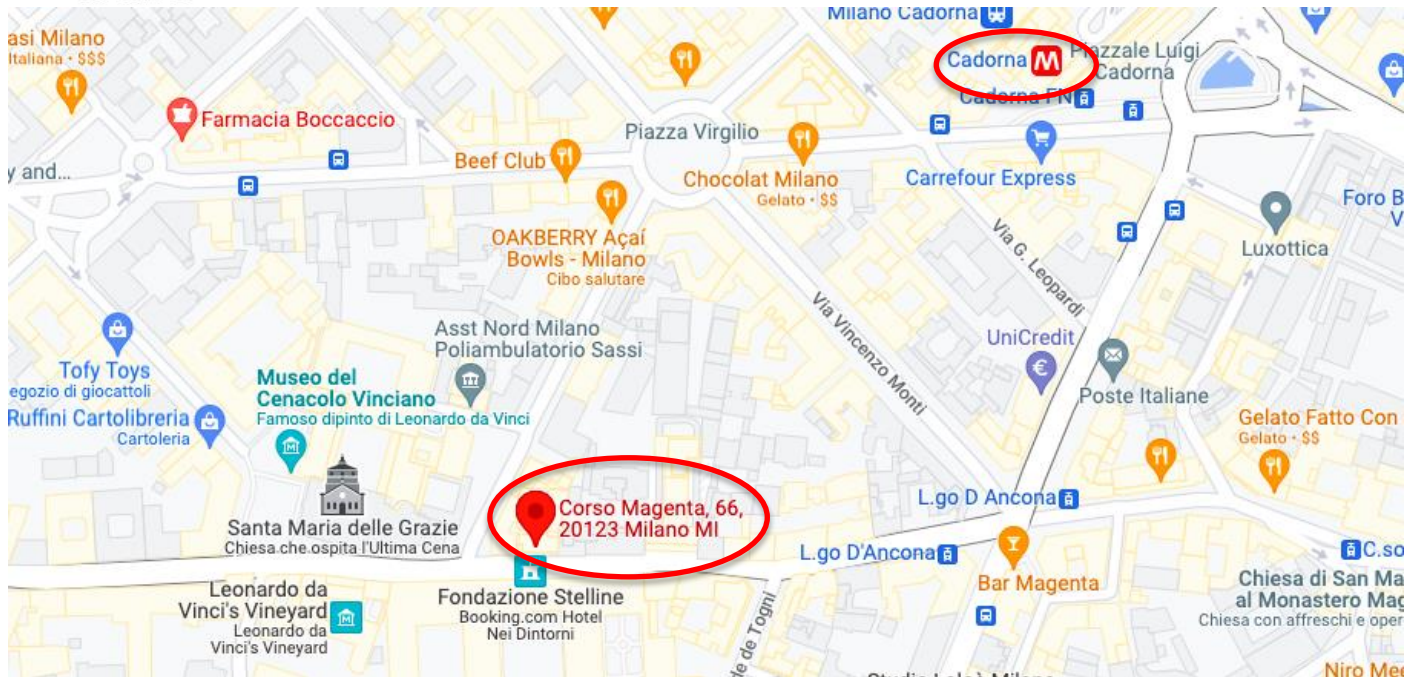 Milano Cadorna
asi Milano
Italiana · $$$
Cadorna M
Piazzale Luigi
Cadorna
Cadorna FN
Farmacia Boccaccio
Piazza Virgilio
y and...
Beef Club
Chocolat Milano
Gelato · $$
Carrefour Express
Foro B
V
OAKBERRY Açaí
Bowls - Milano
Cibo salutare
Via G. Leopardi
Luxottica
Via Vincenzo Monti
Asst Nord Milano
Poliambulatorio Sassi
UniCredit
Tofy Toys
egozio di giocattoli
Museo del
Cenacolo Vinciano
Famoso dipinto di Leonardo da Vinci
Poste Italiane
Ruffini Cartolibreria
Cartoleria
Gelato Fatto Con
Gelato · $$
Santa Maria delle Grazie
Chiesa che ospita l'Ultima Cena
Corso Magenta, 66,
20123 Milano MI
L.go D Ancona
L.go D'Ancona
C.so
Bar Magenta
Leonardo da
Vinci's Vineyard
Leonardo da
Vinci's Vineyard
Fondazione Stelline
Booking.com Hotel
Nei Dintorni
de de Togni
Chiesa di San Ma
al Monastero Mag
Chiesa con affreschi e oper
Niro Me